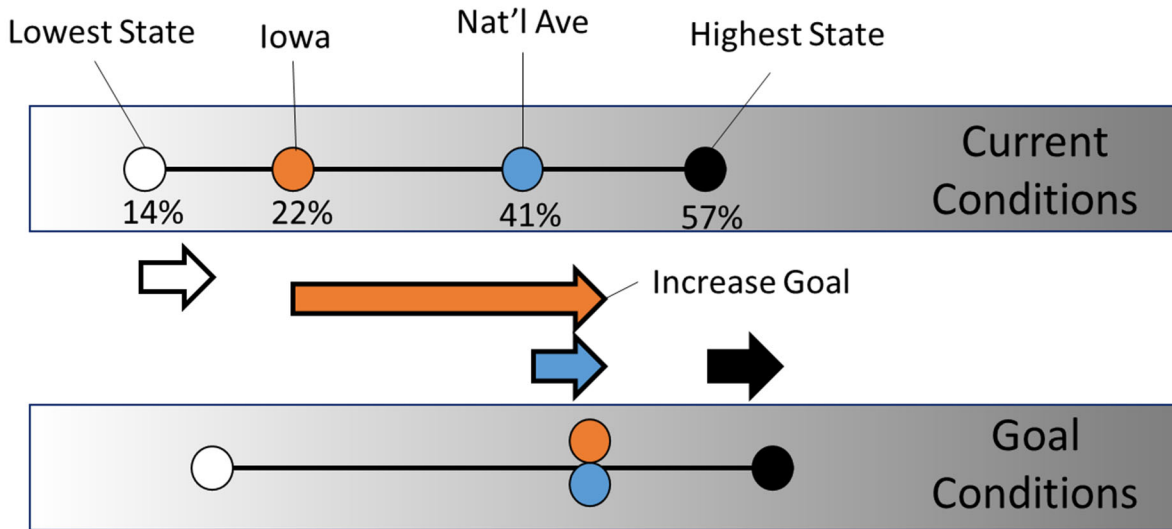 Lowest State
Iowa
Nat'l Ave
Highest State
14%
22%
41%
57%
Current
Conditions
Increase Goal
Goal
Conditions